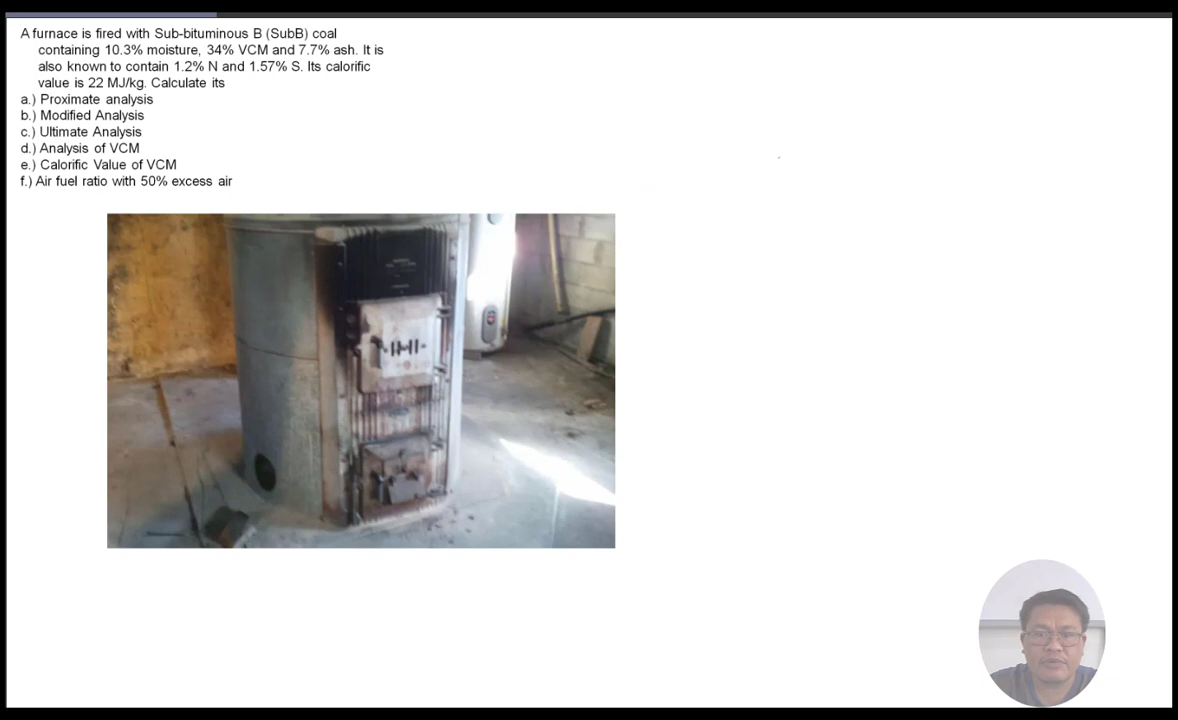 A furnace is fired with Sub-bituminous B (SubB) coal
containing 10.3% moisture, 34% VCM and 7.7% ash. It is
also known to contain 1.2% N and 1.57% S. Its calorific
value is 22 MJ/kg. Calculate its
a.) Proximate analysis
b.) Modified Analysis
c.) Ultimate Analysis
d.) Analysis of VCM
e.) Calorific Value of VCM
f.) Air fuel ratio with 50% excess air